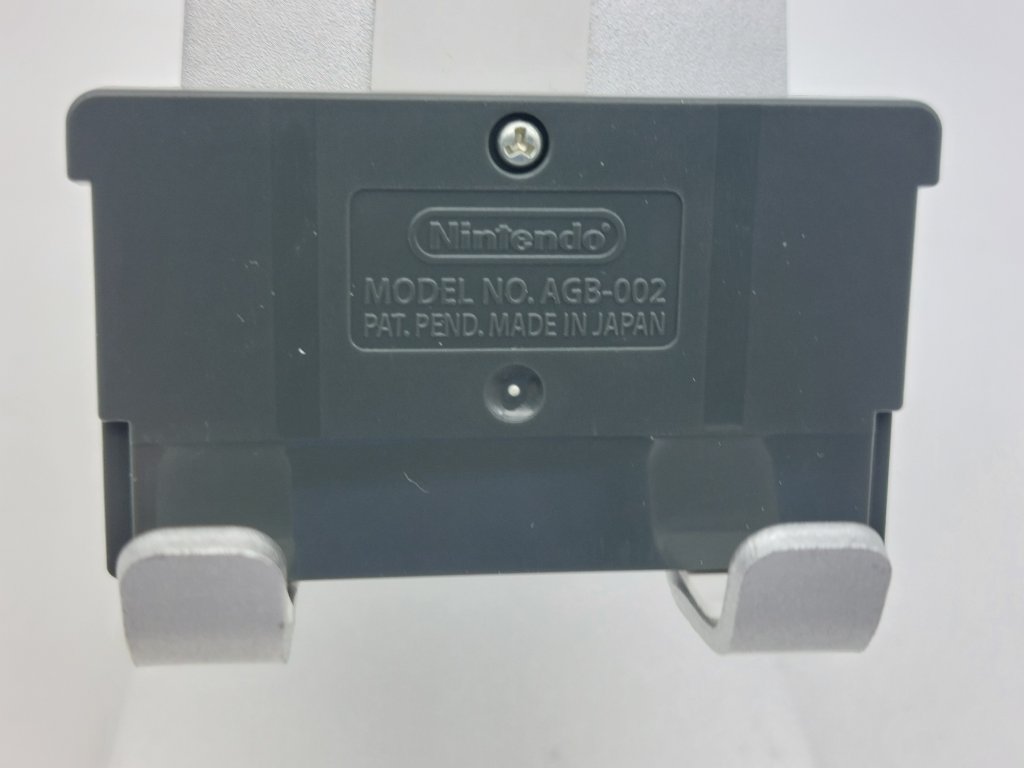 Nintendo®
MODEL NO. AGB-002
PAT. PEND. MADE IN JAPAN